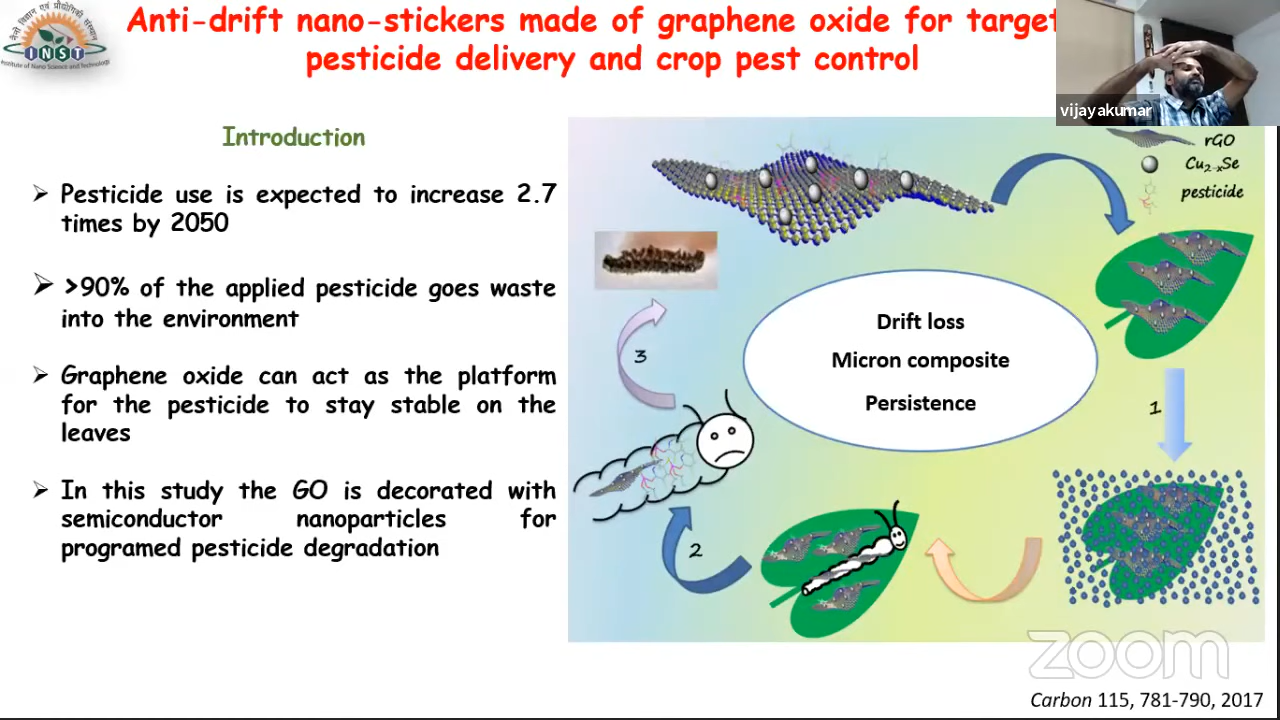 Anti-drift nano-stickers made of graphene oxide for target
pesticide delivery and crop pest control
INST
Institute of Nano Science and Technology
vijayakumar
Introduction
➢ Pesticide use is expected to increase 2.7
times by 2050
➢ >90% of the applied pesticide goes waste
into the environment
➢ Graphene oxide can act as the platform
for the pesticide to stay stable on the
leaves
➢ In this study the GO is decorated with
semiconductor nanoparticles for
programed pesticide degradation
rGO
Cu2-xSe
pesticide
Drift loss
Micron composite
Persistence
3
1
2
zoom
Carbon 115, 781-790, 2017